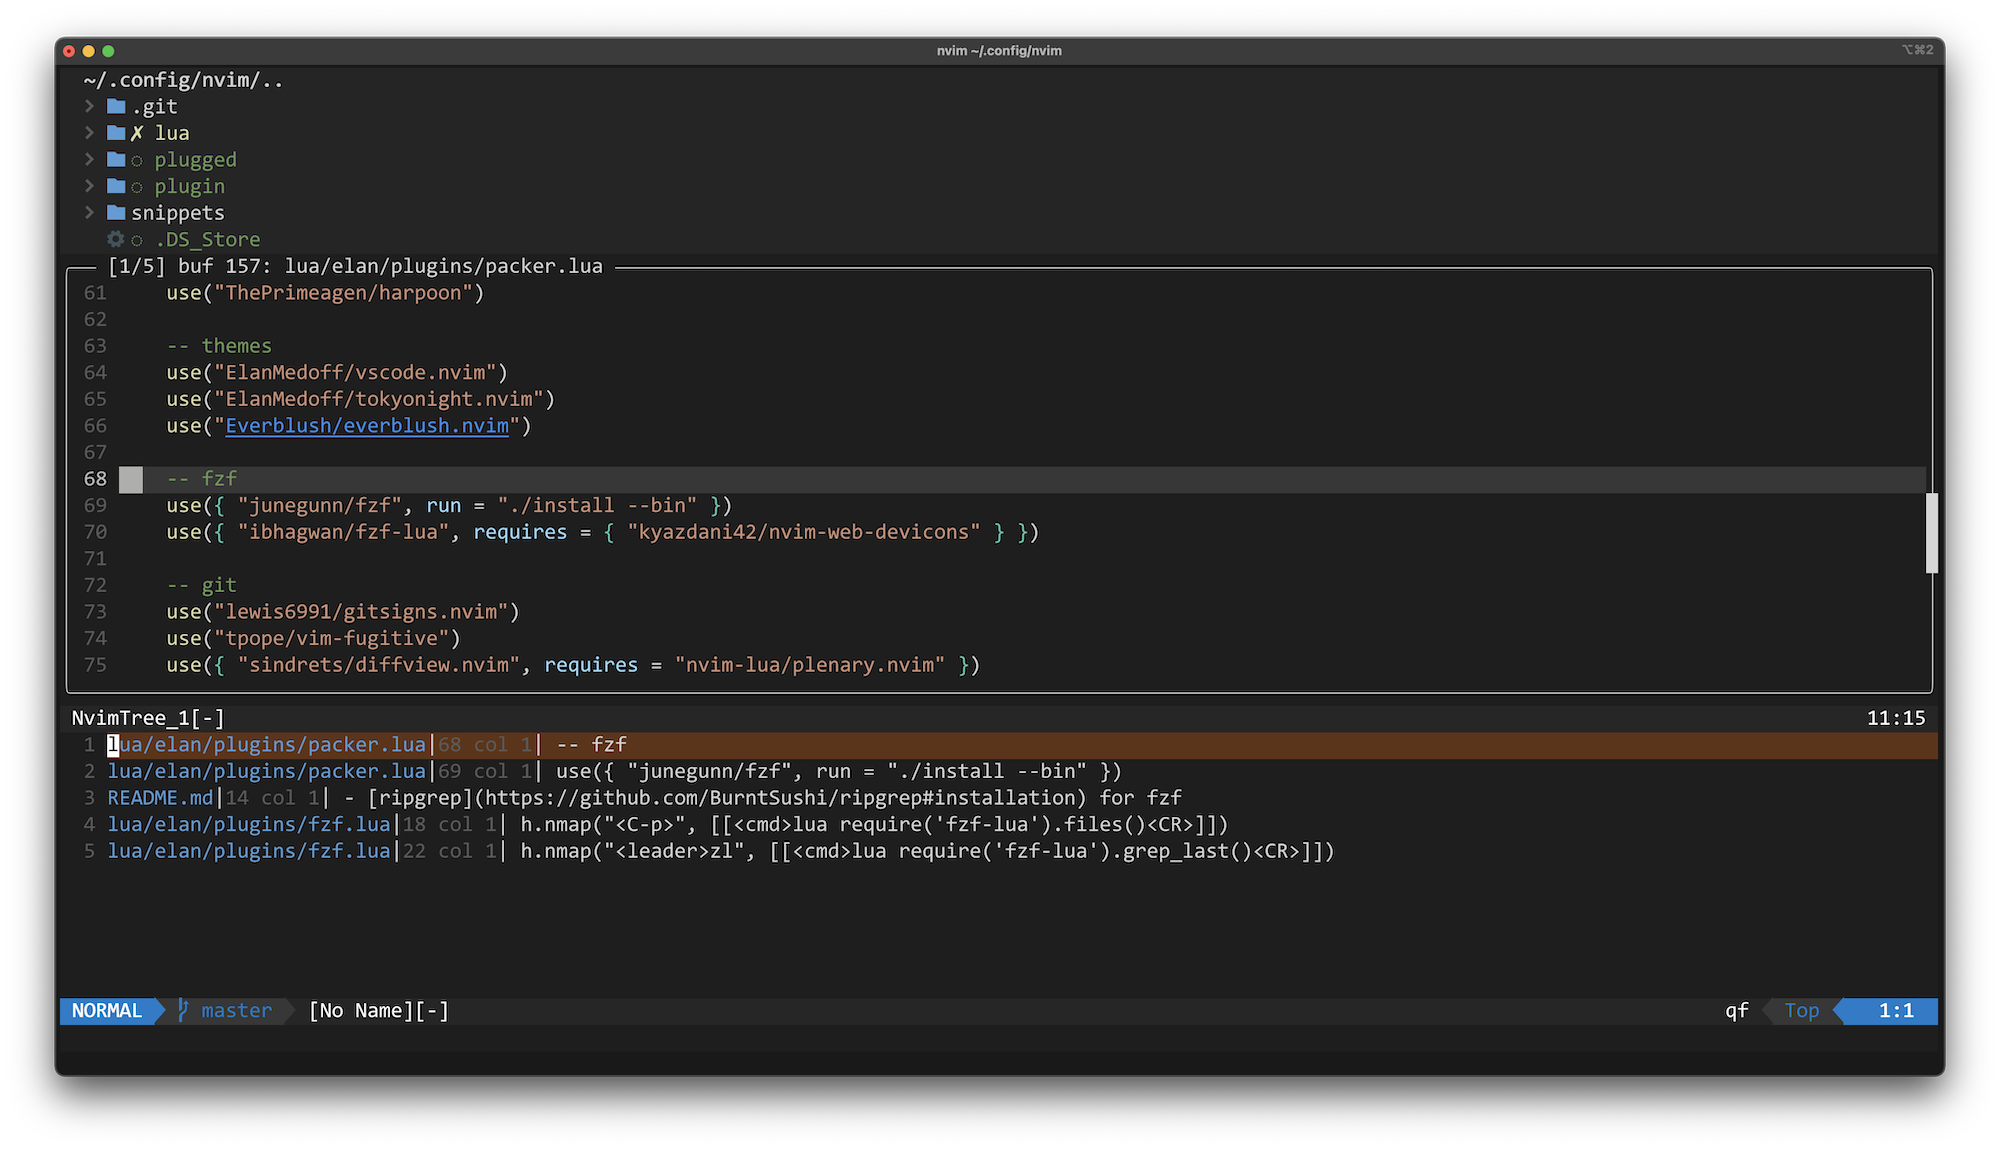 nvim ~/.config/nvim
⌥⌘2
~/.config/nvim/..
.git
✗ lua
plugged
plugin
snippets
.DS_Store
[1/5] buf 157: lua/elan/plugins/packer.lua
61 use("ThePrimeagen/harpoon")
62
63 -- themes
64 use("ElanMedoff/vscode.nvim")
65 use("ElanMedoff/tokyonight.nvim")
66 use("Everblush/everblush.nvim")
67
68 -- fzf
69 use({ "junegunn/fzf", run = "./install --bin" })
70 use({ "ibhagwan/fzf-lua", requires = { "kyazdani42/nvim-web-devicons" } })
71
72 -- git
73 use("lewis6991/gitsigns.nvim")
74 use("tpope/vim-fugitive")
75 use({ "sindrets/diffview.nvim", requires = "nvim-lua/plenary.nvim" })
NvimTree_1[-] 11:15
1 lua/elan/plugins/packer.lua|68 col 1| -- fzf
2 lua/elan/plugins/packer.lua|69 col 1| use({ "junegunn/fzf", run = "./install --bin" })
3 README.md|14 col 1| - [ripgrep](https://github.com/BurntSushi/ripgrep#installation) for fzf
4 lua/elan/plugins/fzf.lua|18 col 1| h.nmap("<C-p>", [[<cmd>lua require('fzf-lua').files()<CR>]])
5 lua/elan/plugins/fzf.lua|22 col 1| h.nmap("<leader>zl", [[<cmd>lua require('fzf-lua').grep_last()<CR>]])
NORMAL master [No Name][-] qf Top 1:1